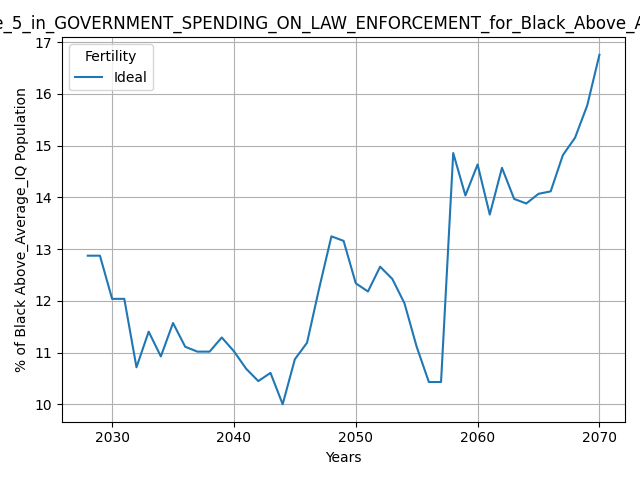 e_5_in_GOVERNMENT_SPENDING_ON_LAW_ENFORCEMENT_for_Black_Above_A
Fertility
Ideal
% of Black Above_Average_IQ Population
17
16
15
14
13
12
11
10
2030 2040 2050 2060 2070
Years